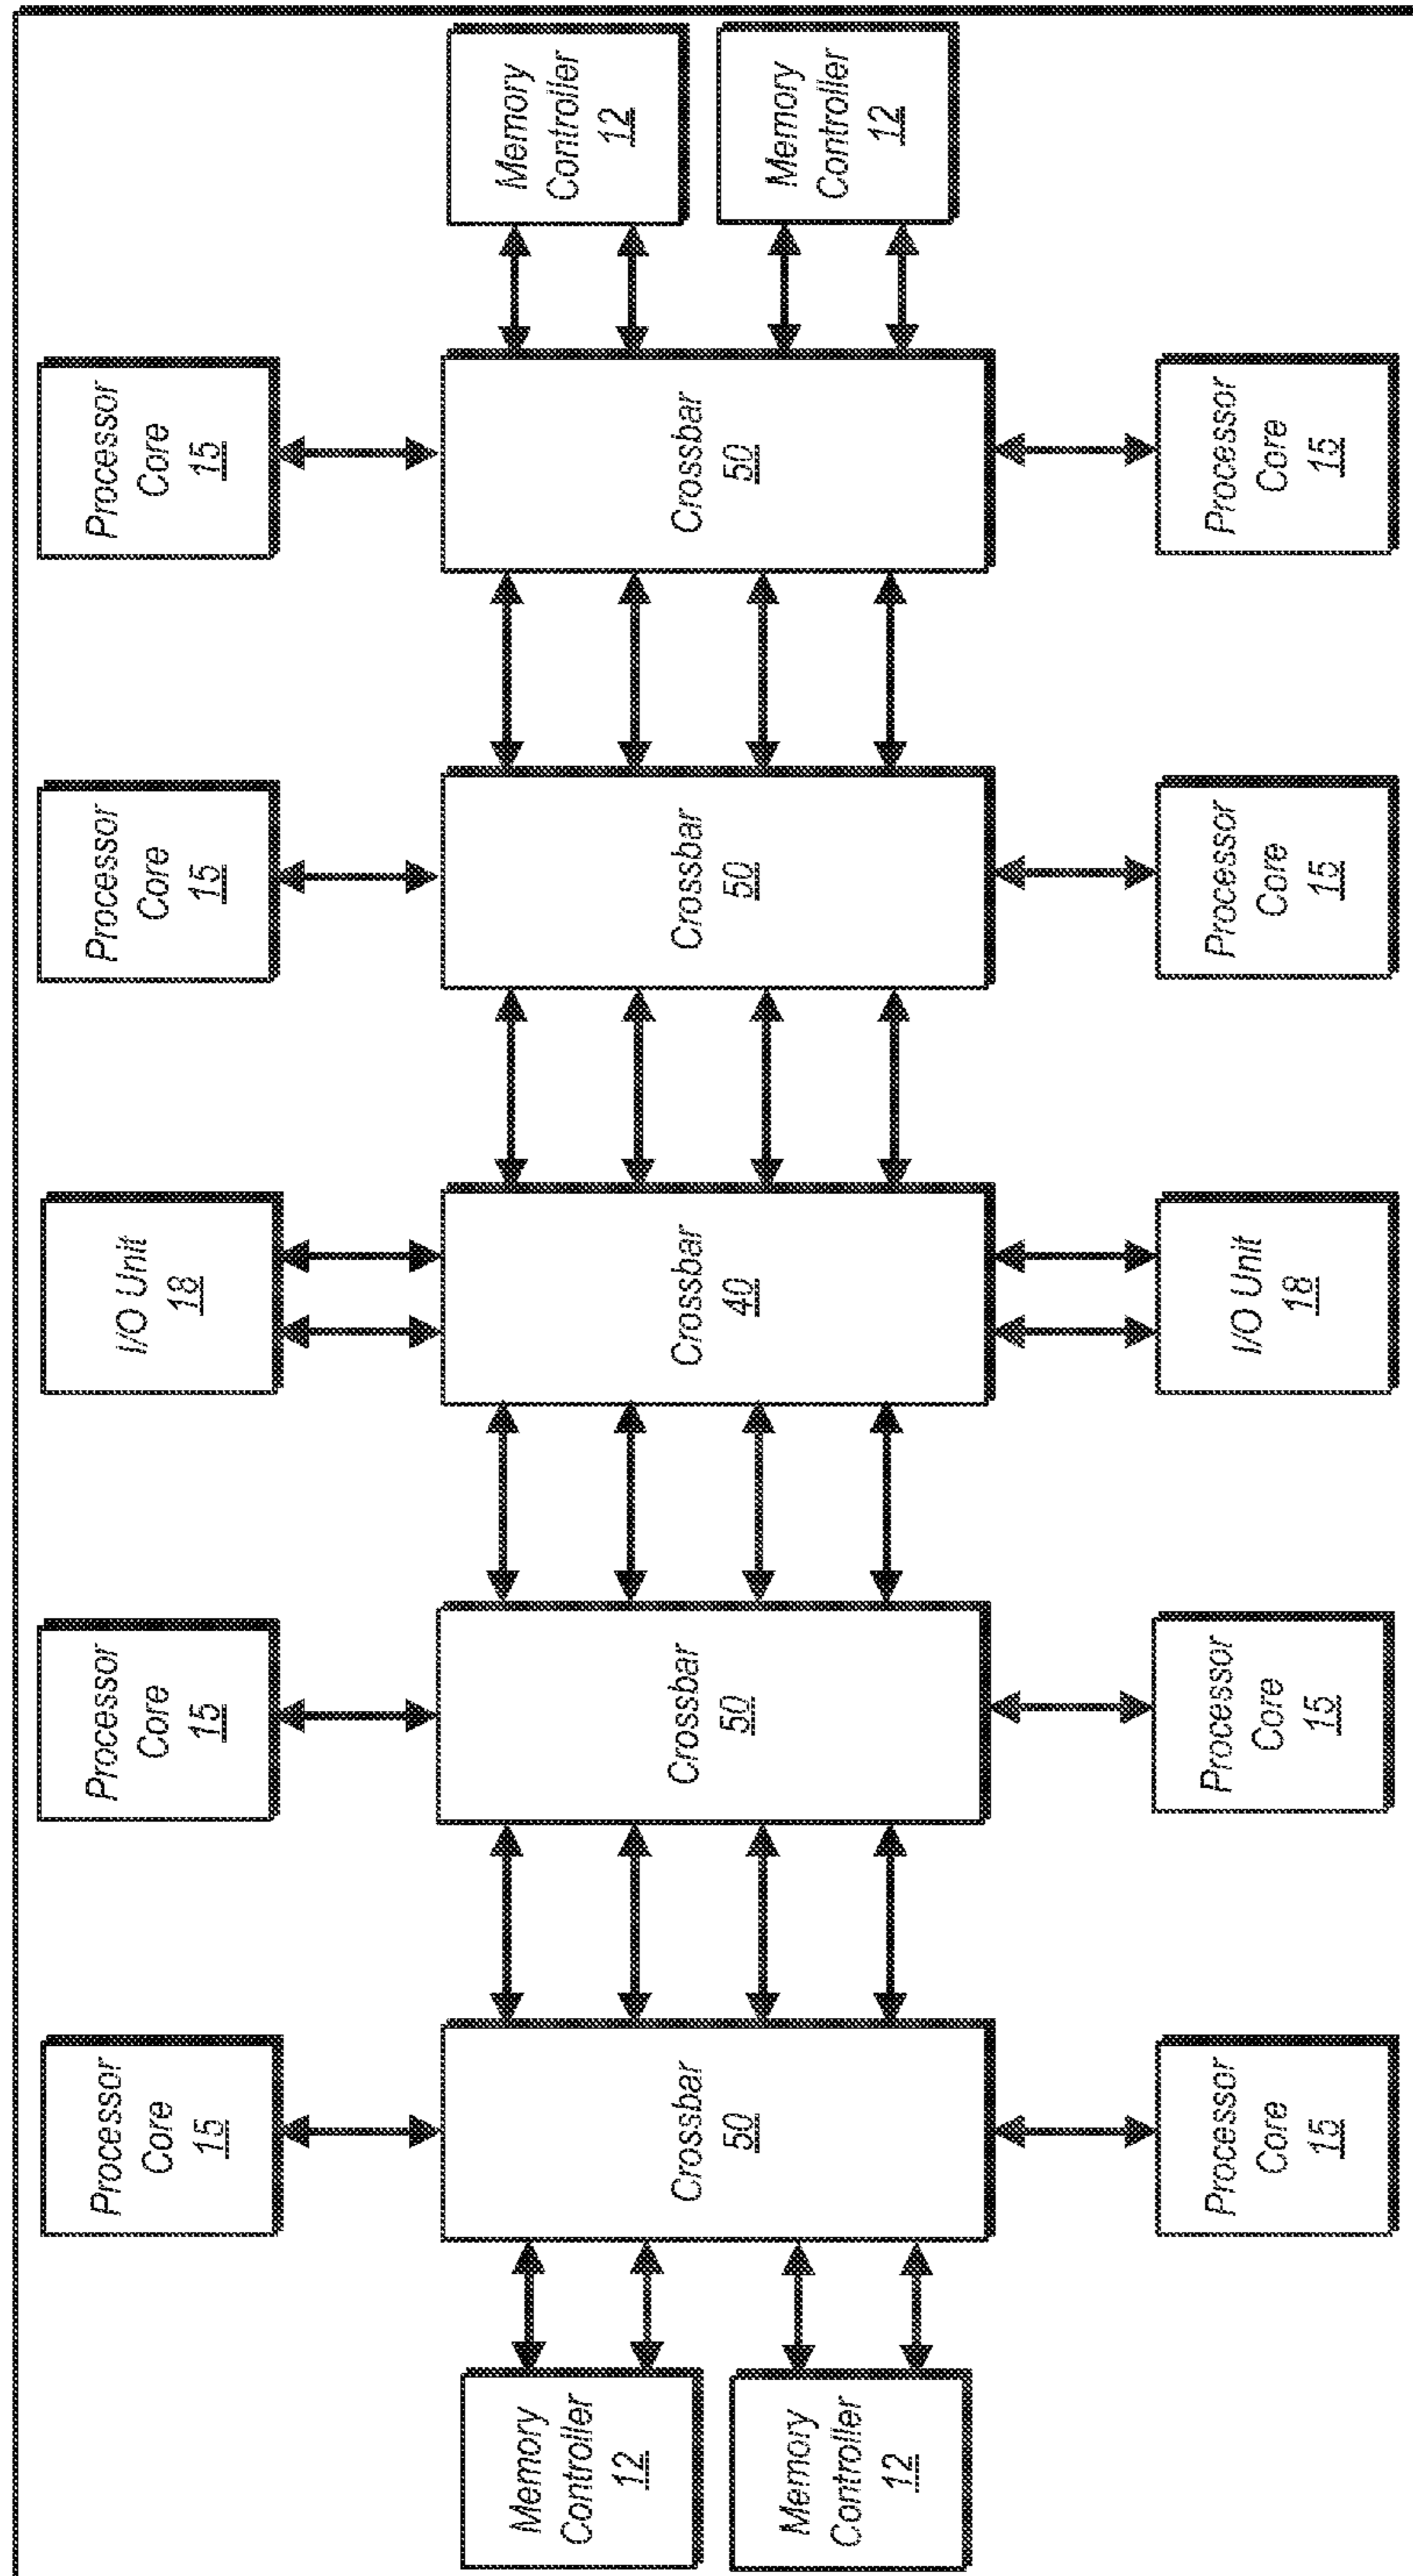 Processor
Core
15
Processor
Core
15
I/O Unit
18
Processor
Core
15
Processor
Core
15
Memory
Controller
12
Memory
Controller
12
Crossbar
50
Crossbar
50
Crossbar
40
Crossbar
50
Crossbar
50
Memory
Controller
12
Memory
Controller
12
Processor
Core
15
Processor
Core
15
I/O Unit
18
Processor
Core
15
Processor
Core
15